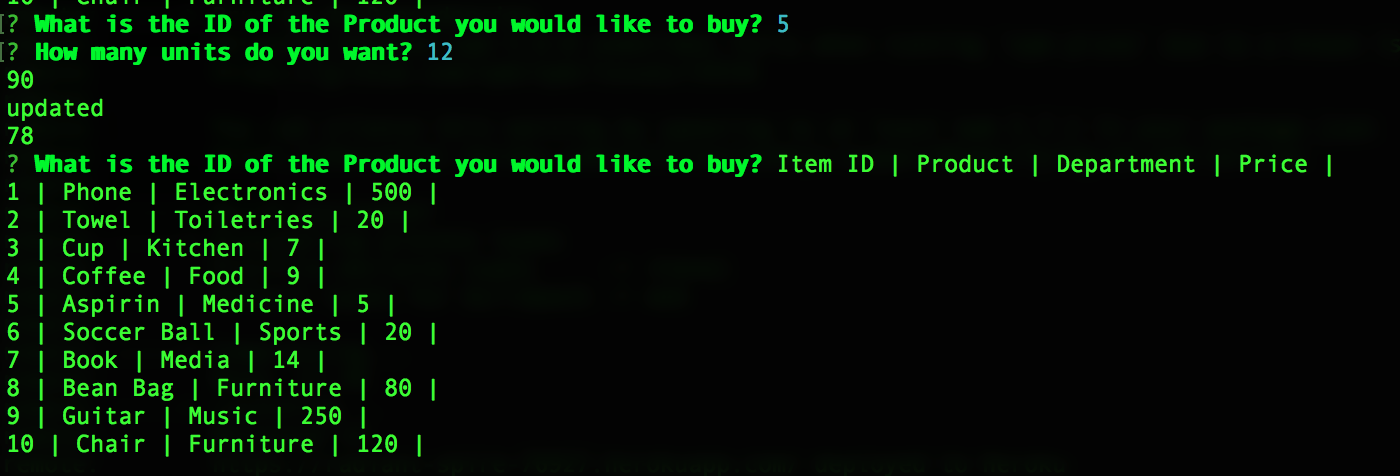 10 | Chair | Furniture | 120 |
[? What is the ID of the Product you would like to buy? 5
[? How many units do you want? 12
90
updated
78
? What is the ID of the Product you would like to buy? Item ID | Product | Department | Price |
1 | Phone | Electronics | 500 |
2 | Towel | Toiletries | 20 |
3 | Cup | Kitchen | 7 |
4 | Coffee | Food | 9 |
5 | Aspirin | Medicine | 5 |
6 | Soccer Ball | Sports | 20 |
7 | Book | Media | 14 |
8 | Bean Bag | Furniture | 80 |
9 | Guitar | Music | 250 |
10 | Chair | Furniture | 120 |